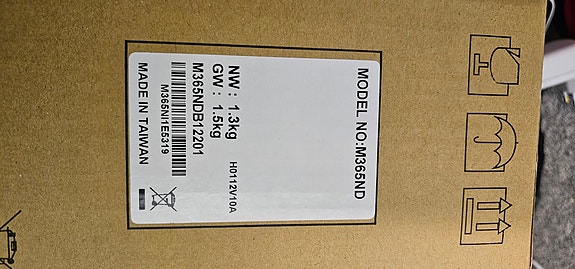 MODEL NO:M365ND
NW : 1.3kg
GW : 1.5kg
H0112V10A
M365NDB12201
M365NI1E5319
MADE IN TAIWAN